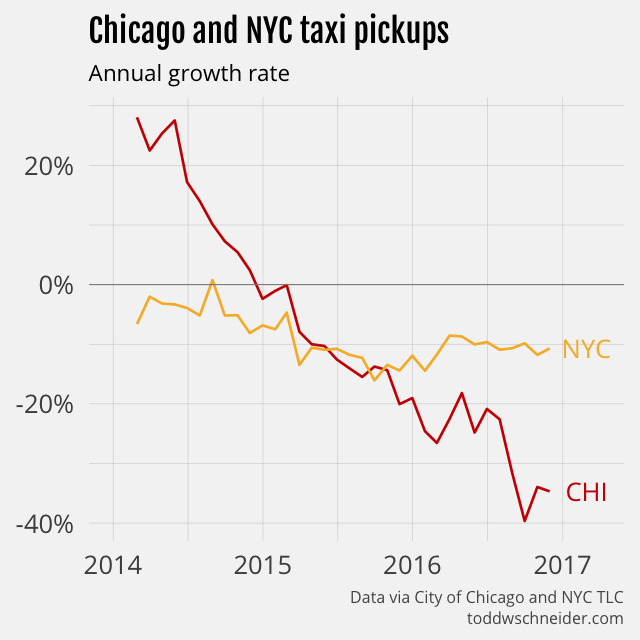 Chicago and NYC taxi pickups
Annual growth rate
20%
0%
-20%
-40%
NYC
CHI
2014 2015 2016 2017
Data via City of Chicago and NYC TLC
toddwschneider.com